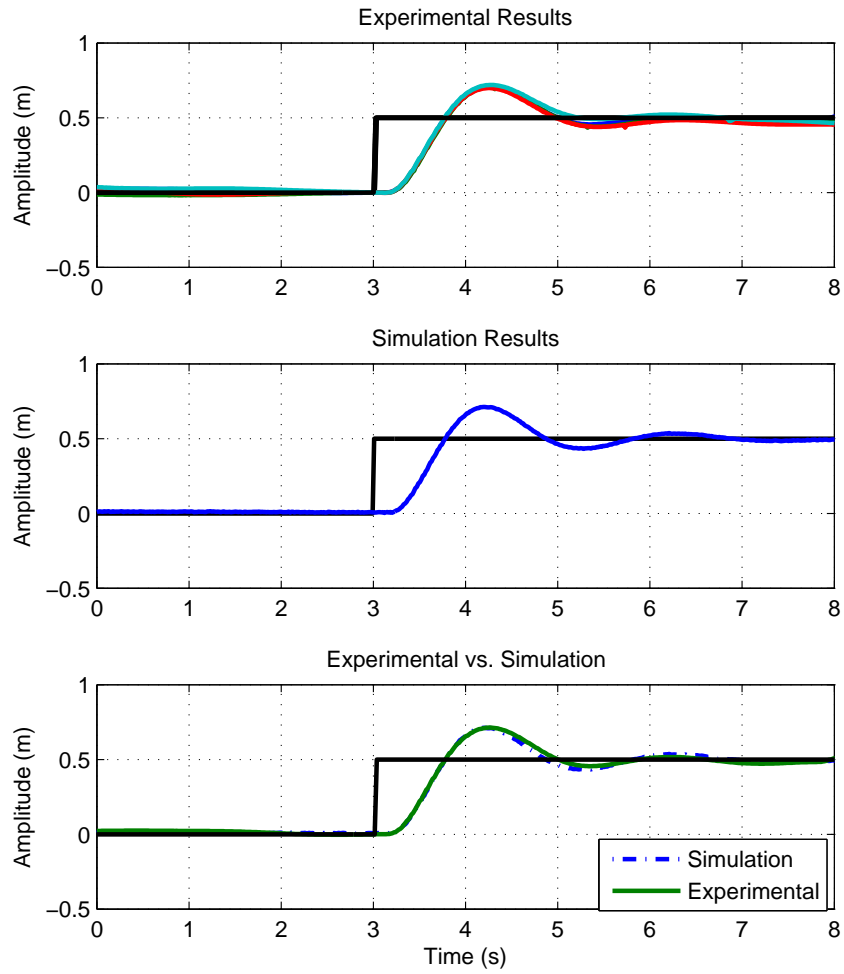 Experimental Results
1
0.5
0
−0.5
Amplitude (m)
0 1 2 3 4 5 6 7 8
Simulation Results
1
0.5
0
−0.5
Amplitude (m)
0 1 2 3 4 5 6 7 8
Experimental vs. Simulation
1
0.5
0
−0.5
Amplitude (m)
Simulation
Experimental
0 1 2 3 4 5 6 7 8
Time (s)